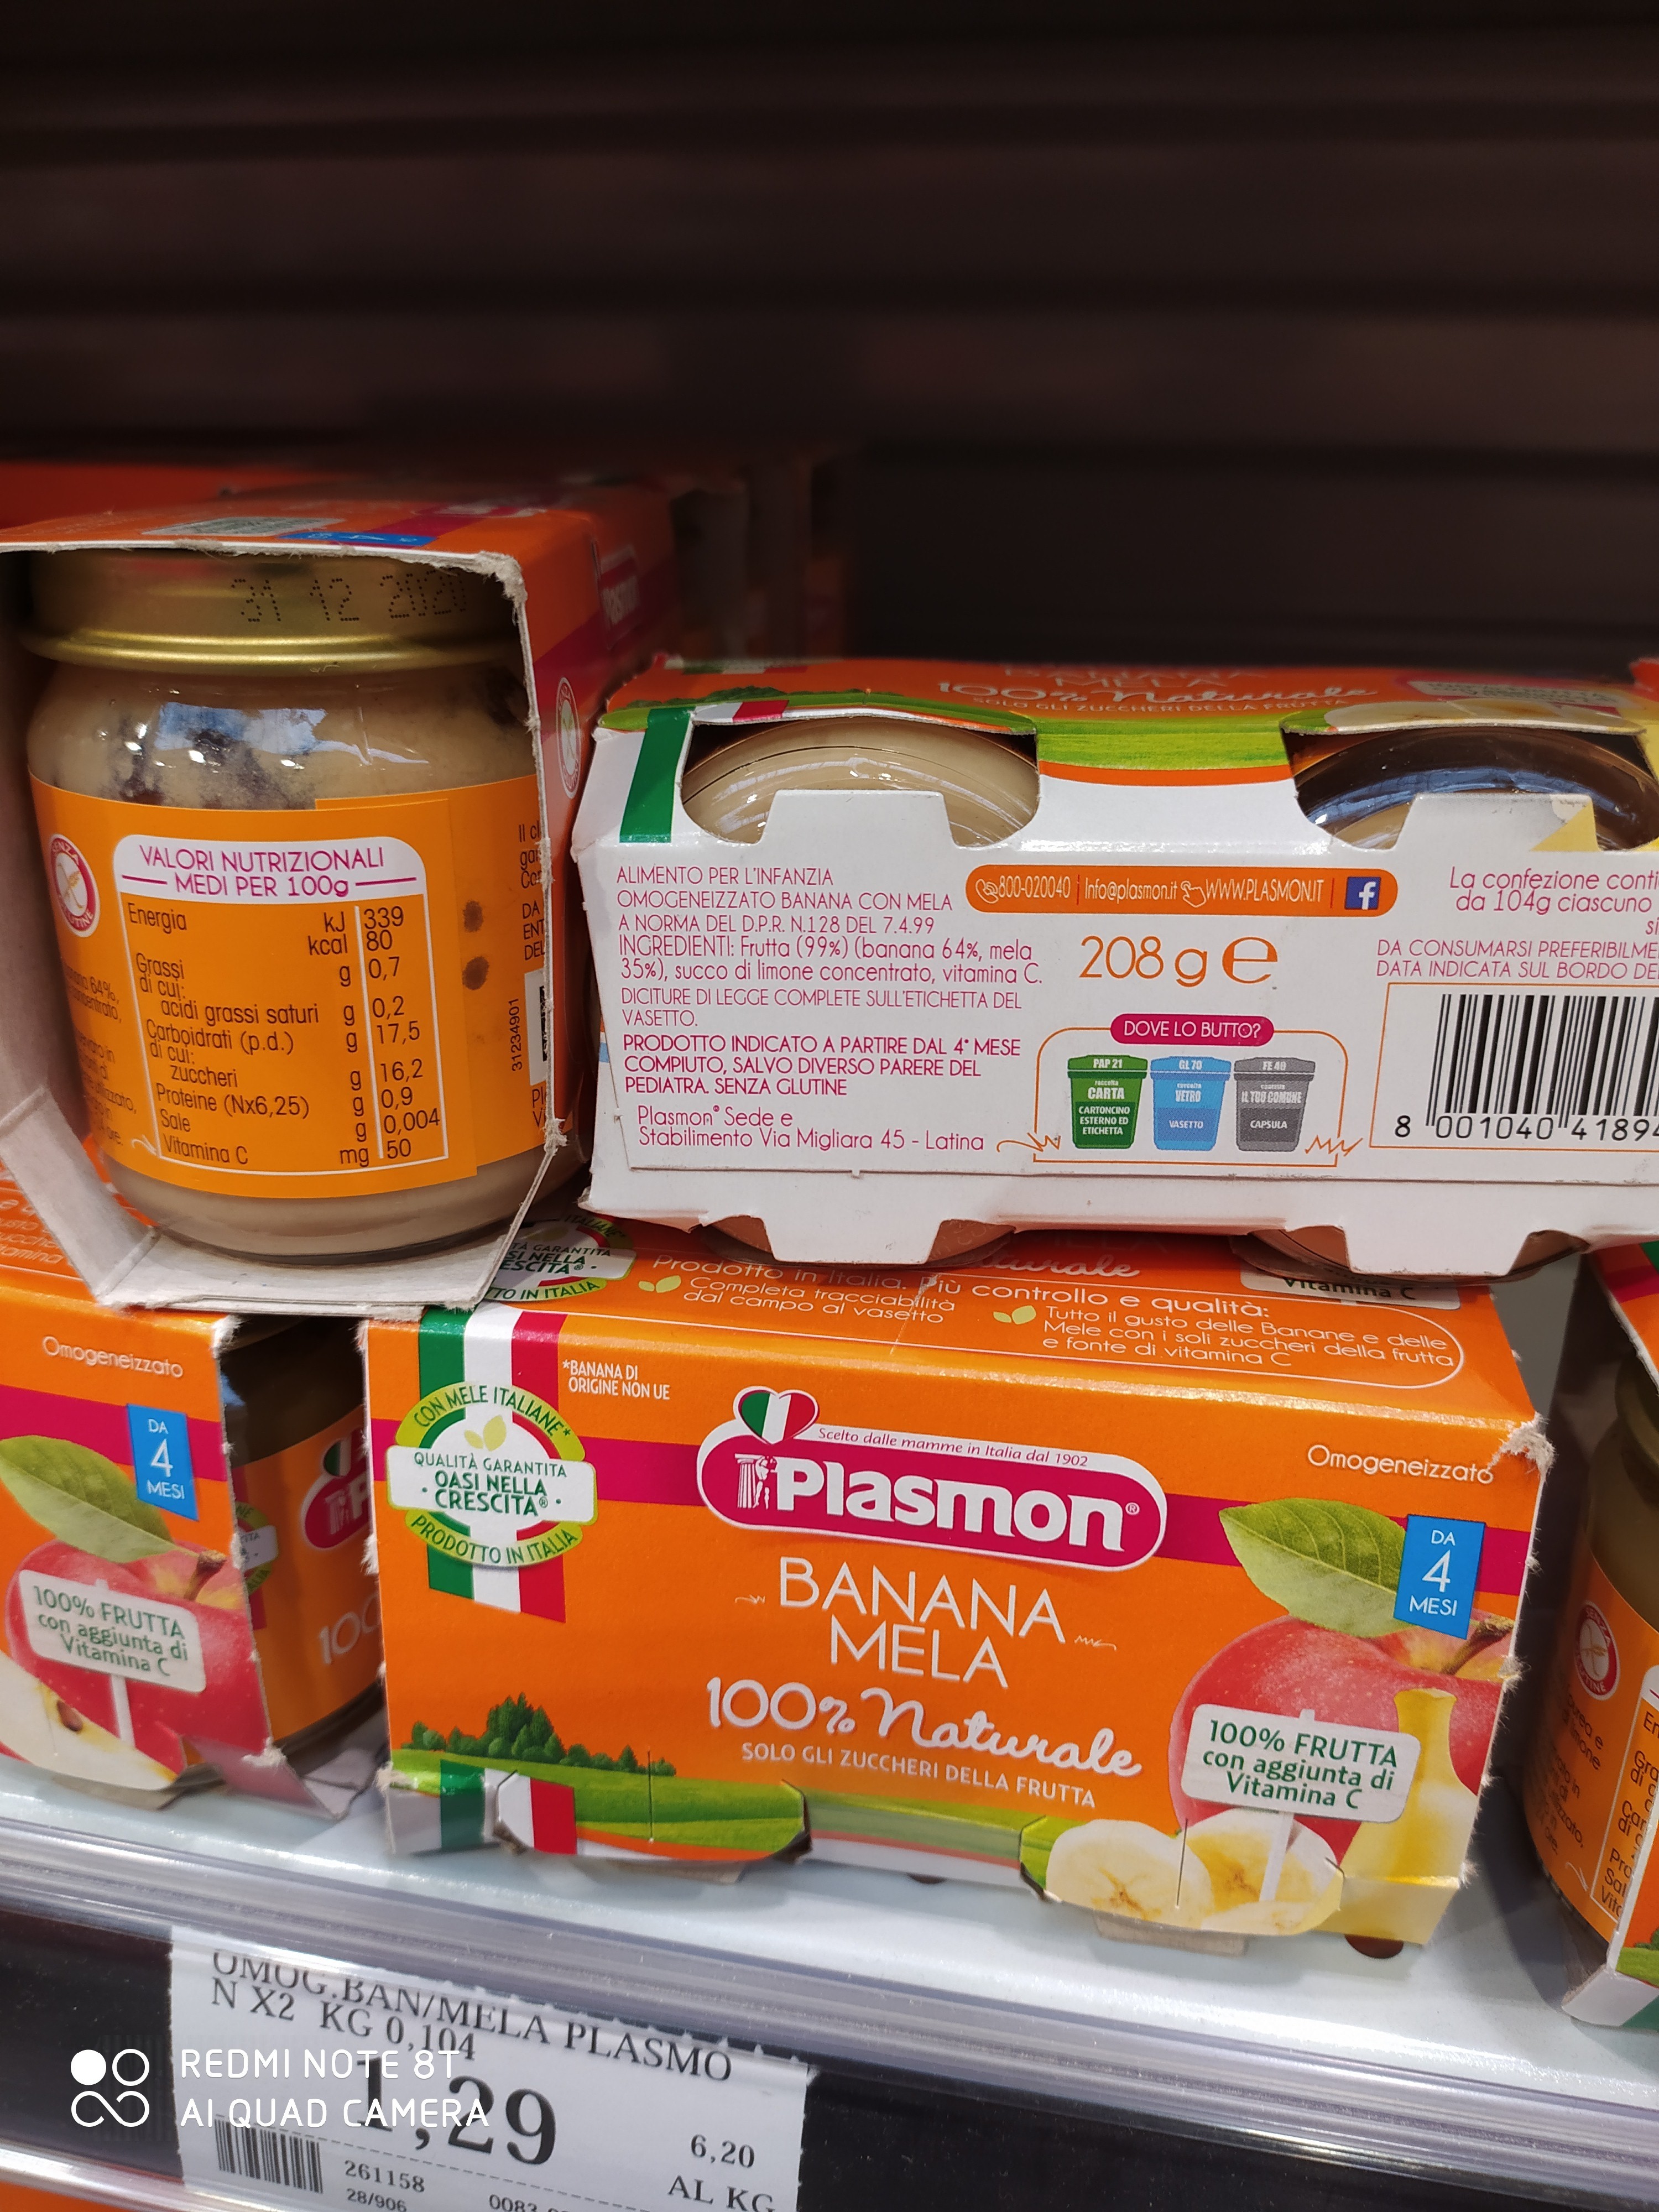 31 12 2020
VALORI NUTRIZIONALI
MEDI PER 100g
Energia kJ 339
kcal 80
Grassi g 0,7
di cui:
acidi grassi saturi g 0,2
Carboidrati (p.d.) g 17,5
di cui:
zuccheri g 16,2
Proteine (Nx6,25) g 0,9
Sale g 0,004
Vitamina C mg 50
31234901
100% Naturale
SOLO GLI ZUCCHERI DELLA FRUTTA
ALIMENTO PER L'INFANZIA
OMOGENEIZZATO BANANA CON MELA
A NORMA DEL D.P.R. N.128 DEL 7.4.99
INGREDIENTI: Frutta (99%) (banana 64%, mela
35%), succo di limone concentrato, vitamina C.
DICITURE DI LEGGE COMPLETE SULL'ETICHETTA DEL
VASETTO.
PRODOTTO INDICATO A PARTIRE DAL 4° MESE
COMPIUTO, SALVO DIVERSO PARERE DEL
PEDIATRA. SENZA GLUTINE
Plasmon® Sede e
Stabilimento Via Migliara 45 - Latina
800-020040 | Info@plasmon.it WWW.PLASMON.IT
208 g e
DOVE LO BUTTO?
PAP 21
raccolta
CARTA
CARTONCINO
ESTERNO ED
ETICHETTA
GL 70
raccolta
VETRO
VASETTO
FE 40
IL TUO COMUNE
CAPSULA
La confezione conti
da 104g ciascuno
DA CONSUMARSI PREFERIBILME
DATA INDICATA SUL BORDO DE
8 001040 41894
Prodotto in Italia. Più controllo e qualità:
Completa tracciabilità
dal campo al vasetto
Tutto il gusto delle Banane e delle
Mele con i soli zuccheri della frutta
e fonte di vitamina C
Vitamina C
Omogeneizzato
DA
4
MESI
100% FRUTTA
con aggiunta di
Vitamina C
*BANANA DI
ORIGINE NON UE
CON MELE ITALIANE*
QUALITÀ GARANTITA
OASI NELLA
CRESCITA®
PRODOTTO IN ITALIA
Scelto dalle mamme in Italia dal 1902
Plasmon®
Omogeneizzato
DA
4
MESI
BANANA
MELA
100% Naturale
SOLO GLI ZUCCHERI DELLA FRUTTA
100% FRUTTA
con aggiunta di
Vitamina C
OMOG.BAN/MELA PLASMO
N X2 KG 0,104
1,29
6,20
AL KG
261158
28/906
REDMI NOTE 8T
AI QUAD CAMERA